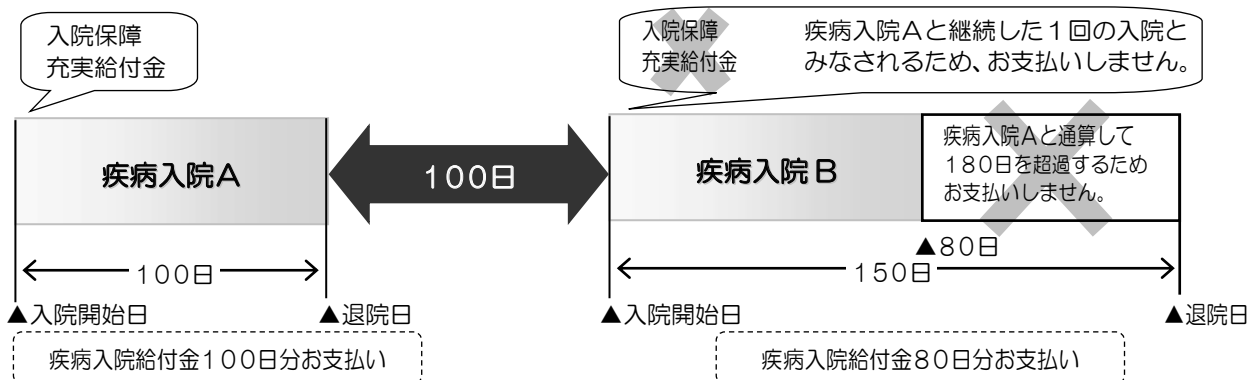 入院保障
充実給付金
疾病入院A
▲入院開始日
100日
▲退院日
疾病入院給付金100日分お支払い
100日
入院保障
充実給付金
疾病入院Aと継続した1回の入院と
みなされるため、お支払いしません。
疾病入院B
疾病入院Aと通算して
180日を超過するため
お支払いしません。
▲80日
150日
▲入院開始日
▲退院日
疾病入院給付金80日分お支払い